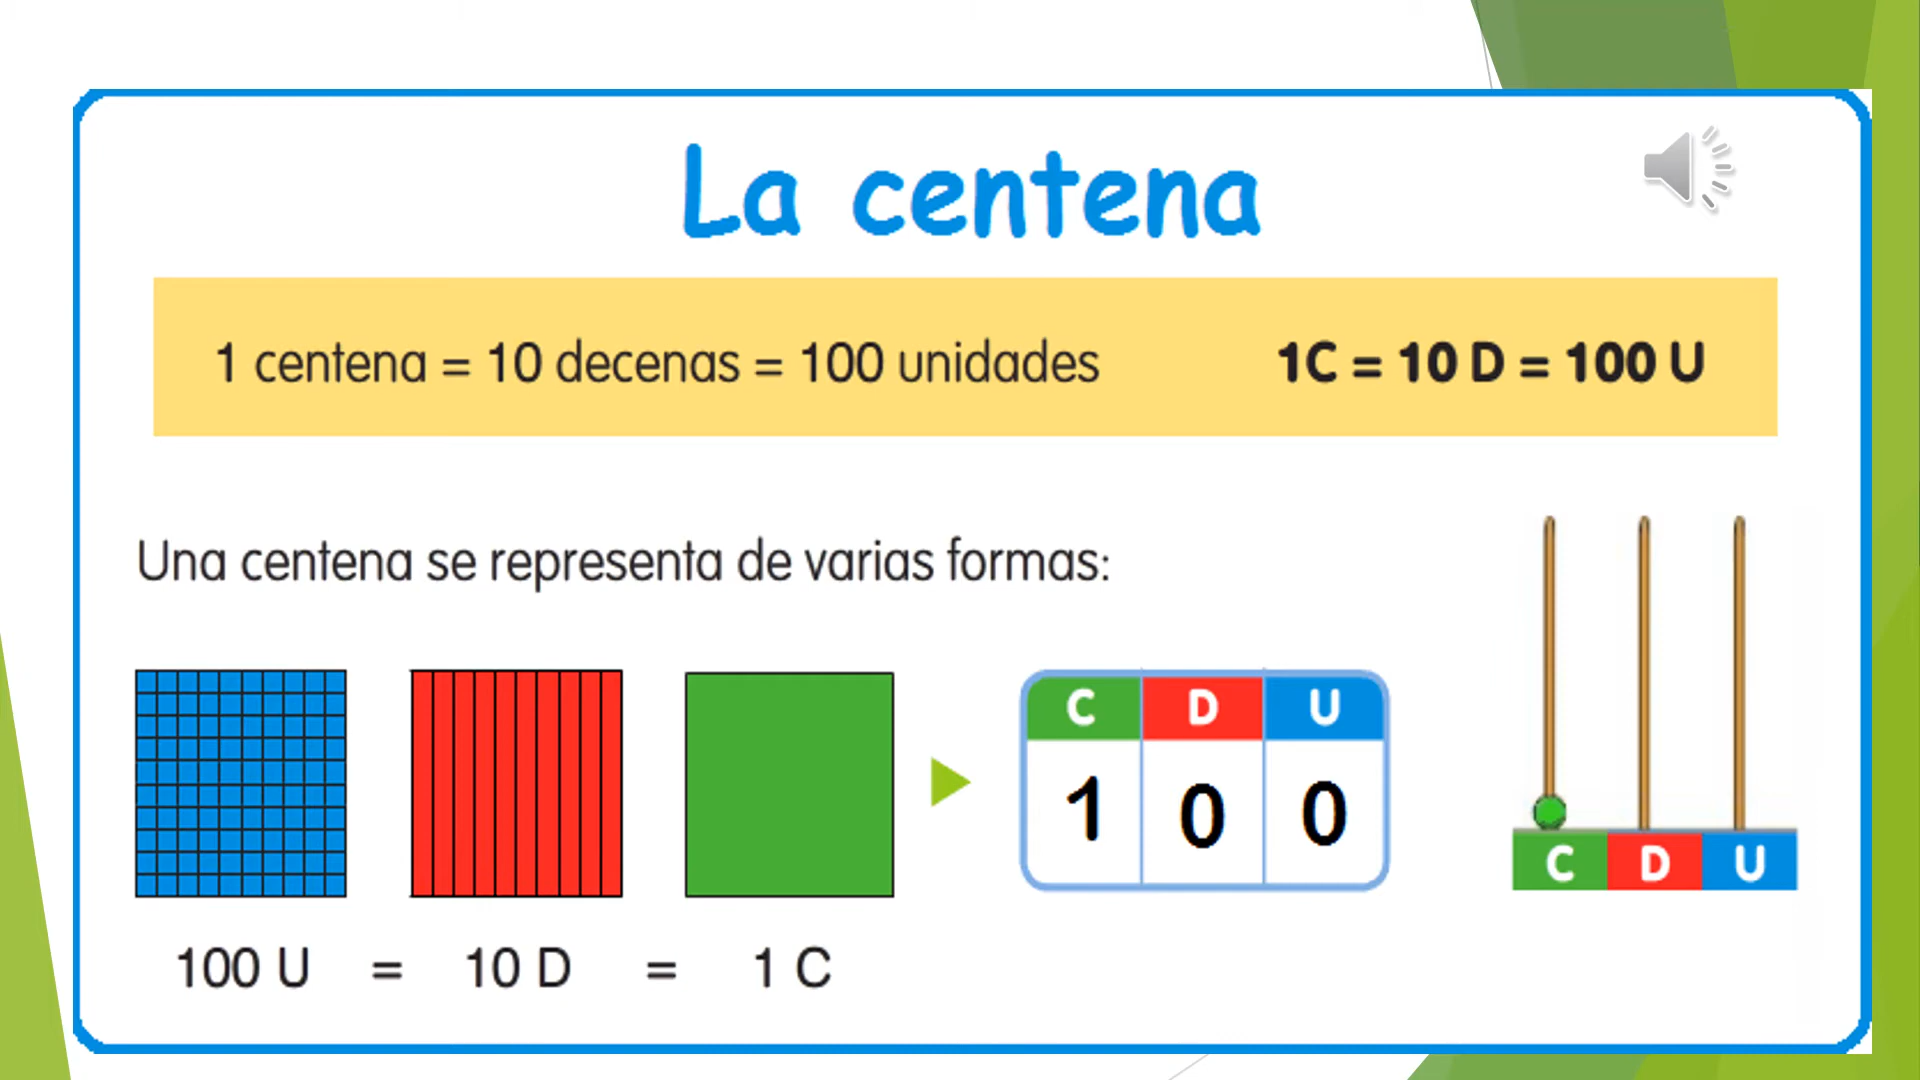 La centena
1 centena = 10 decenas = 100 unidades 1C = 10 D = 100 U
Una centena se representa de varias formas:
C D U
1 0 0
C D U
100 U = 10 D = 1 C